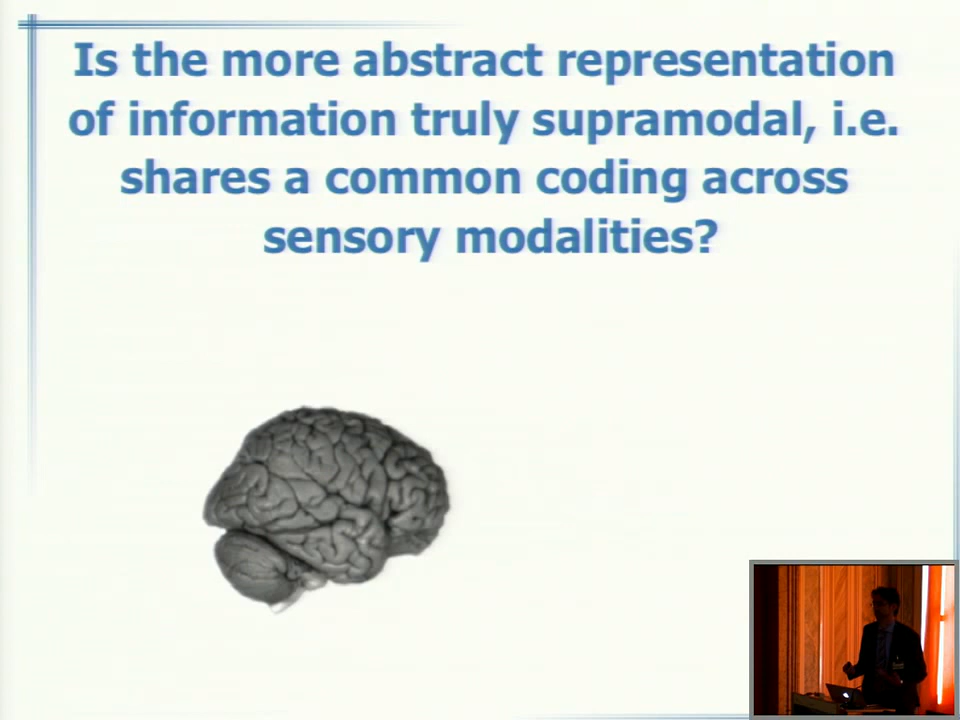 Is the more abstract representation
of information truly supramodal, i.e.
shares a common coding across
sensory modalities?